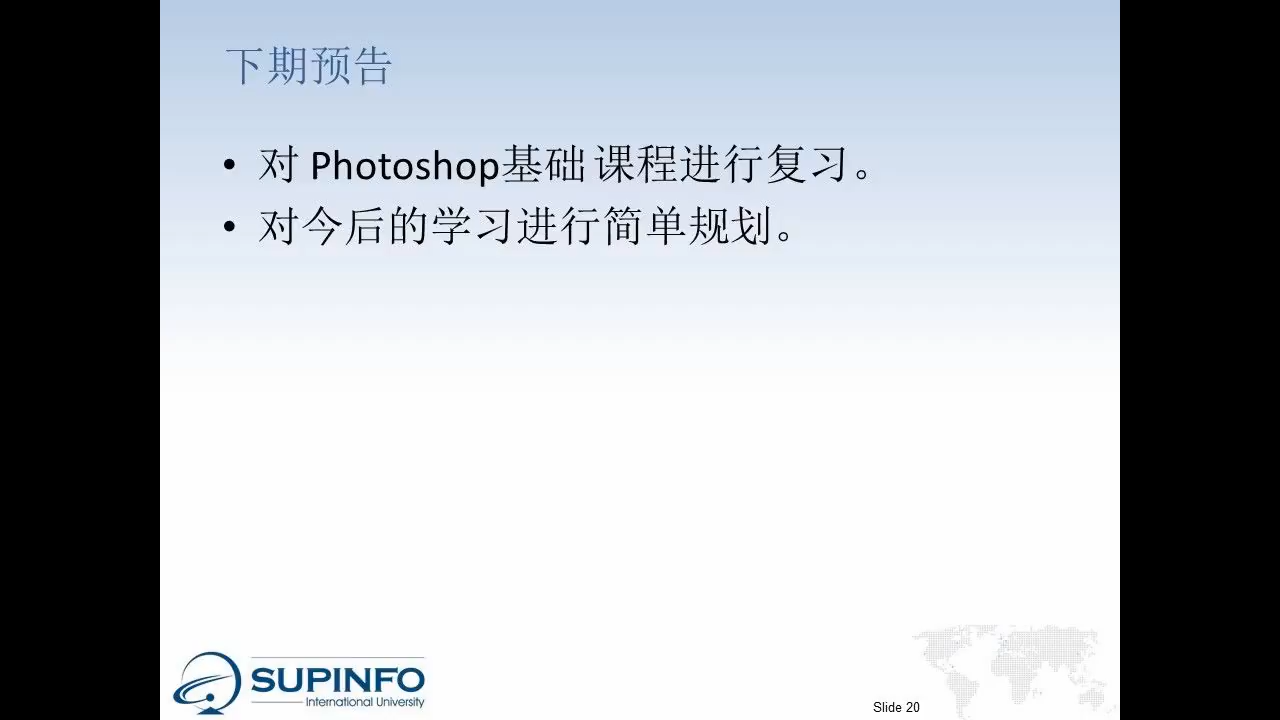 下期预告
• 对 Photoshop基础 课程进行复习。
• 对今后的学习进行简单规划。
SUPINFO
International University
Slide 20